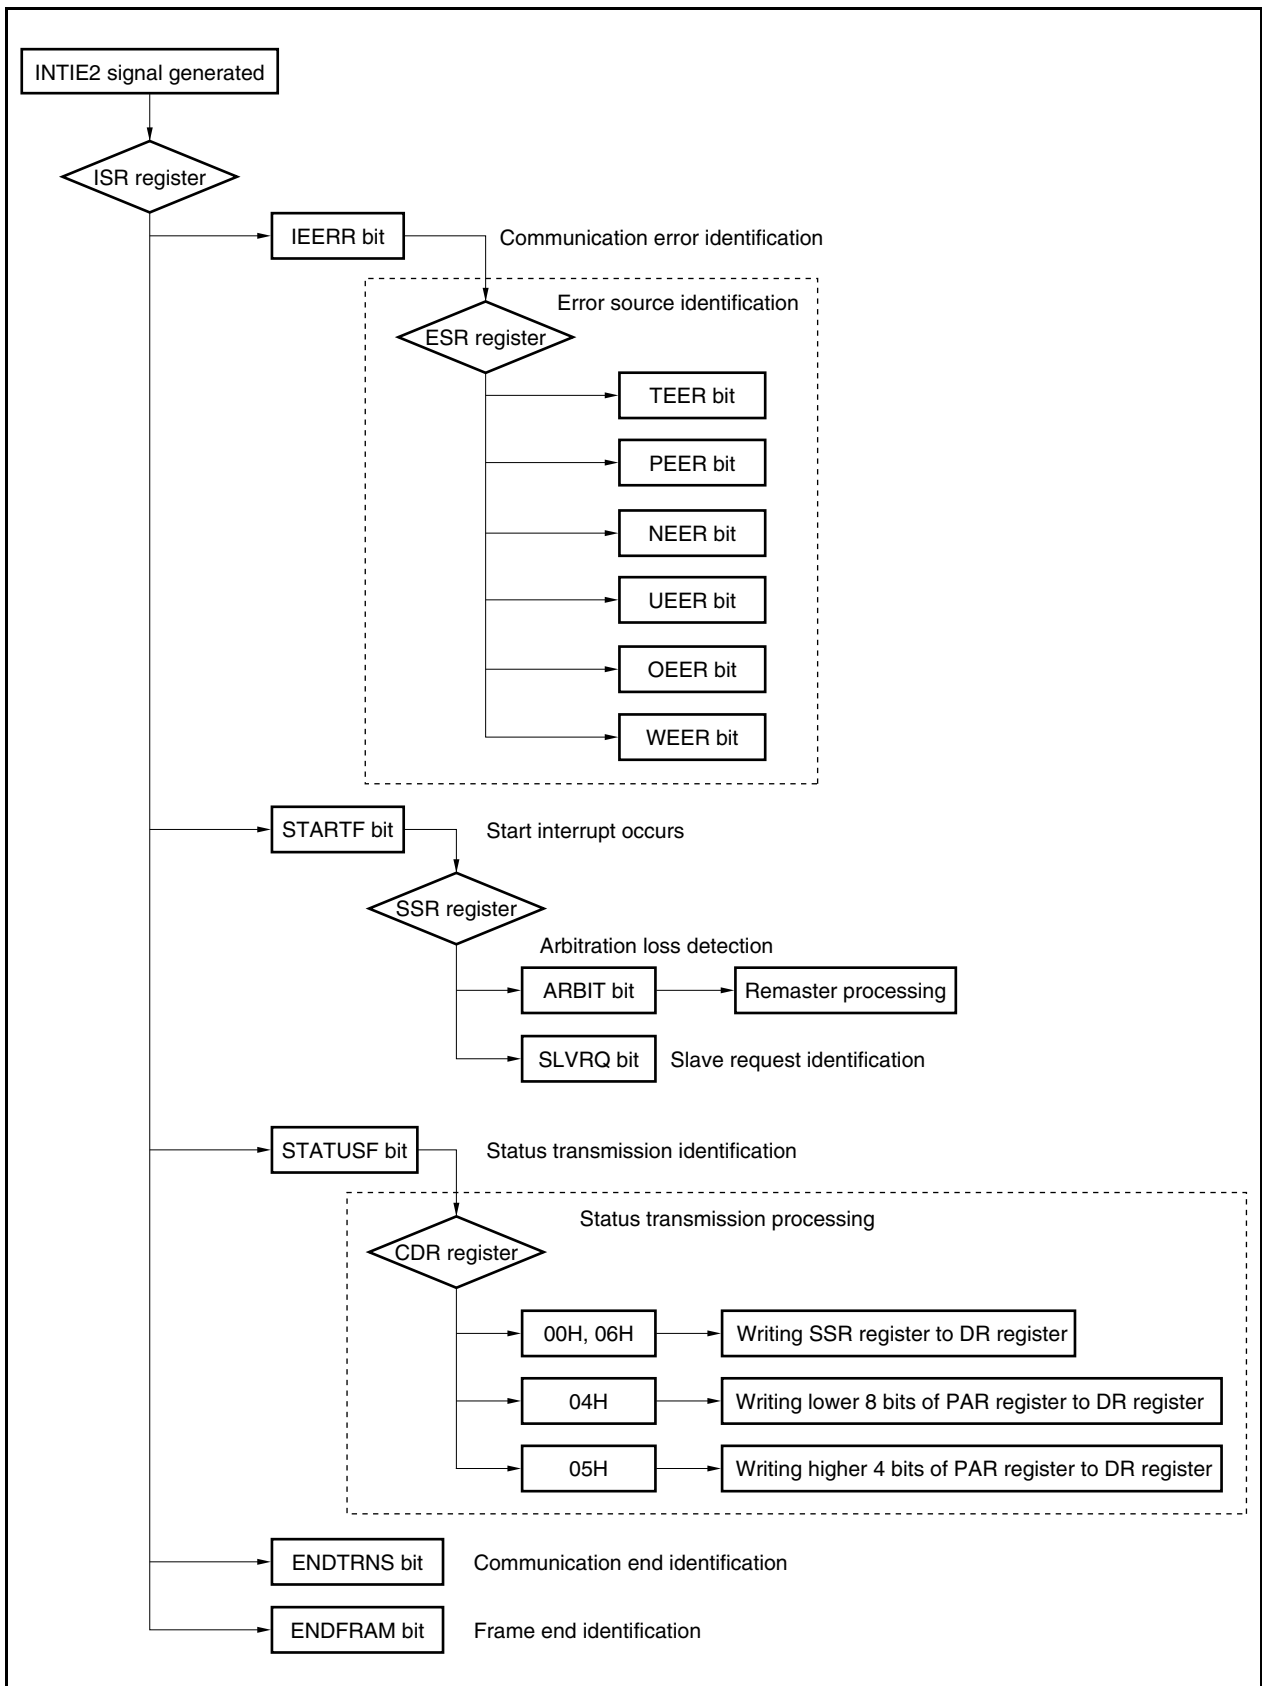 INTIE2 signal generated
ISR register
IEERR bit
Communication error identification
Error source identification
ESR register
TEER bit
PEER bit
NEER bit
UEER bit
OEER bit
WEER bit
STARTF bit
Start interrupt occurs
SSR register
Arbitration loss detection
ARBIT bit
Remaster processing
SLVRQ bit
Slave request identification
STATUSF bit
Status transmission identification
Status transmission processing
CDR register
00H, 06H
Writing SSR register to DR register
04H
Writing lower 8 bits of PAR register to DR register
05H
Writing higher 4 bits of PAR register to DR register
ENDTRNS bit
Communication end identification
ENDFRAM bit
Frame end identification